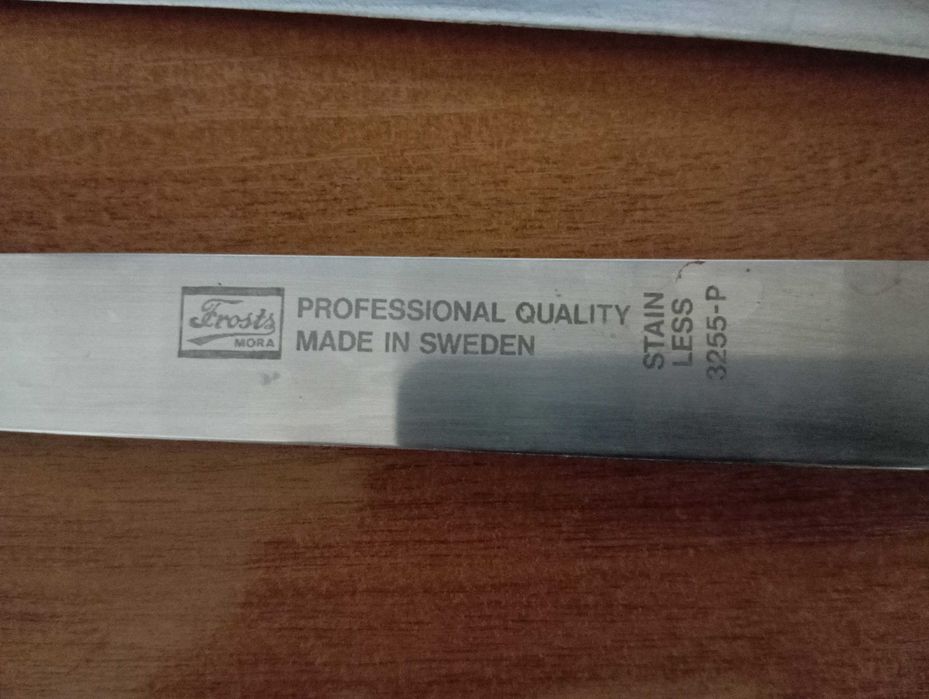 Frosts
MORA
PROFESSIONAL QUALITY
MADE IN SWEDEN
STAIN
LESS
3255-P